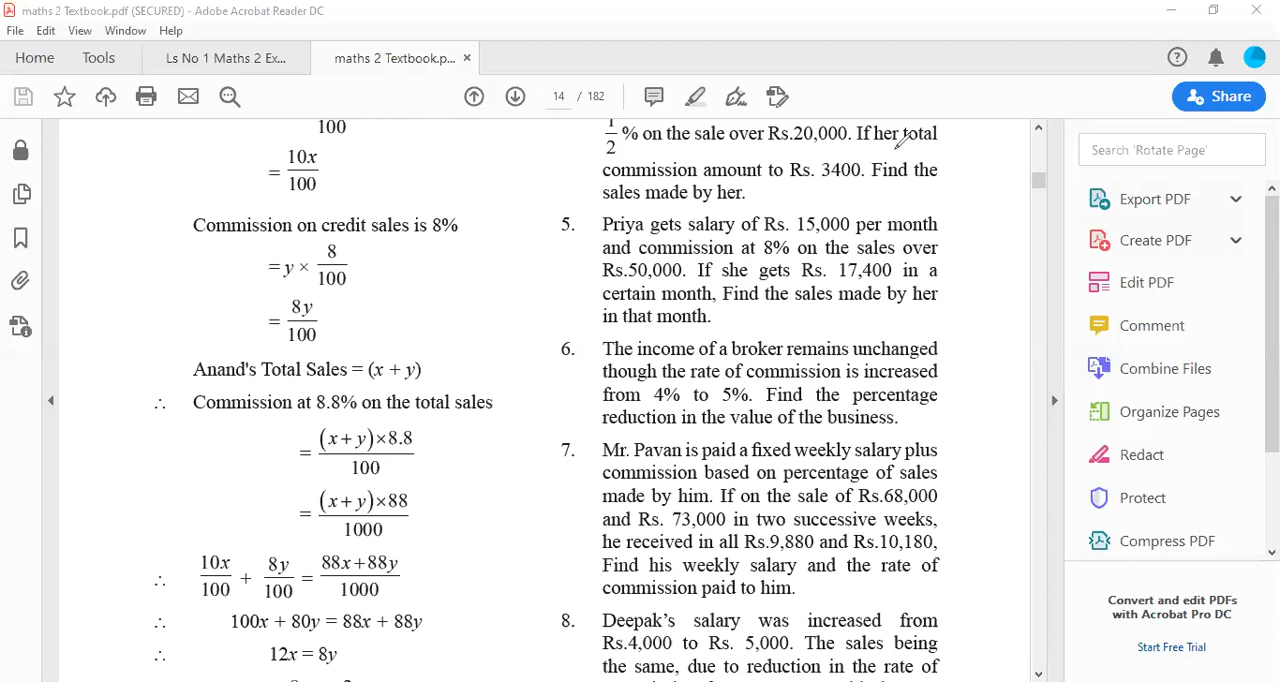 maths 2 Textbook.pdf (SECURED) - Adobe Acrobat Reader DC
File Edit View Window Help
Home Tools Ls No 1 Maths 2 Ex... maths 2 Textbook.p... ×
14 / 182
Share
100
= 10x/100
Commission on credit sales is 8%
= y × 8/100
= 8y/100
Anand's Total Sales = (x + y)
∴ Commission at 8.8% on the total sales
= (x + y)×8.8/100
= (x + y)×88/1000
∴ 10x/100 + 8y/100 = 88x+88y/1000
∴ 100x + 80y = 88x + 88y
∴ 12x = 8y
1/2 % on the sale over Rs.20,000. If her total
commission amount to Rs. 3400. Find the
sales made by her.
5. Priya gets salary of Rs. 15,000 per month
and commission at 8% on the sales over
Rs.50,000. If she gets Rs. 17,400 in a
certain month, Find the sales made by her
in that month.
6. The income of a broker remains unchanged
though the rate of commission is increased
from 4% to 5%. Find the percentage
reduction in the value of the business.
7. Mr. Pavan is paid a fixed weekly salary plus
commission based on percentage of sales
made by him. If on the sale of Rs.68,000
and Rs. 73,000 in two successive weeks,
he received in all Rs.9,880 and Rs.10,180,
Find his weekly salary and the rate of
commission paid to him.
8. Deepak's salary was increased from
Rs.4,000 to Rs. 5,000. The sales being
the same, due to reduction in the rate of
Search 'Rotate Page'
Export PDF
Create PDF
Edit PDF
Comment
Combine Files
Organize Pages
Redact
Protect
Compress PDF
Convert and edit PDFs
with Acrobat Pro DC
Start Free Trial